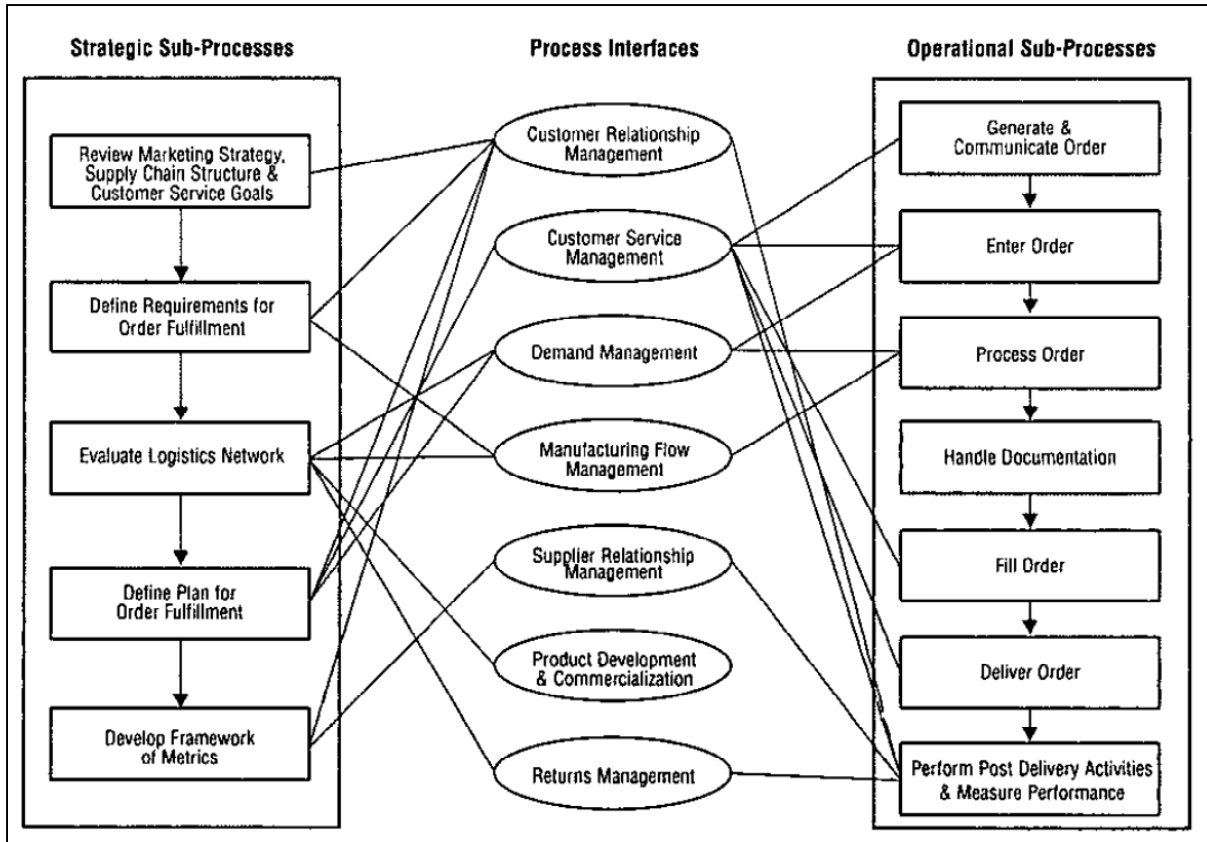 Strategic Sub-Processes
Process Interfaces
Operational Sub-Processes
Review Marketing Strategy,
Supply Chain Structure &
Customer Service Goals
Define Requirements for
Order Fulfillment
Evaluate Logistics Network
Define Plan for
Order Fulfillment
Develop Framework
of Metrics
Customer Relationship
Management
Customer Service
Management
Demand Management
Manufacturing Flow
Management
Supplier Relationship
Management
Product Development
& Commercialization
Returns Management
Generate &
Communicate Order
Enter Order
Process Order
Handle Documentation
Fill Order
Deliver Order
Perform Post Delivery Activities
& Measure Performance